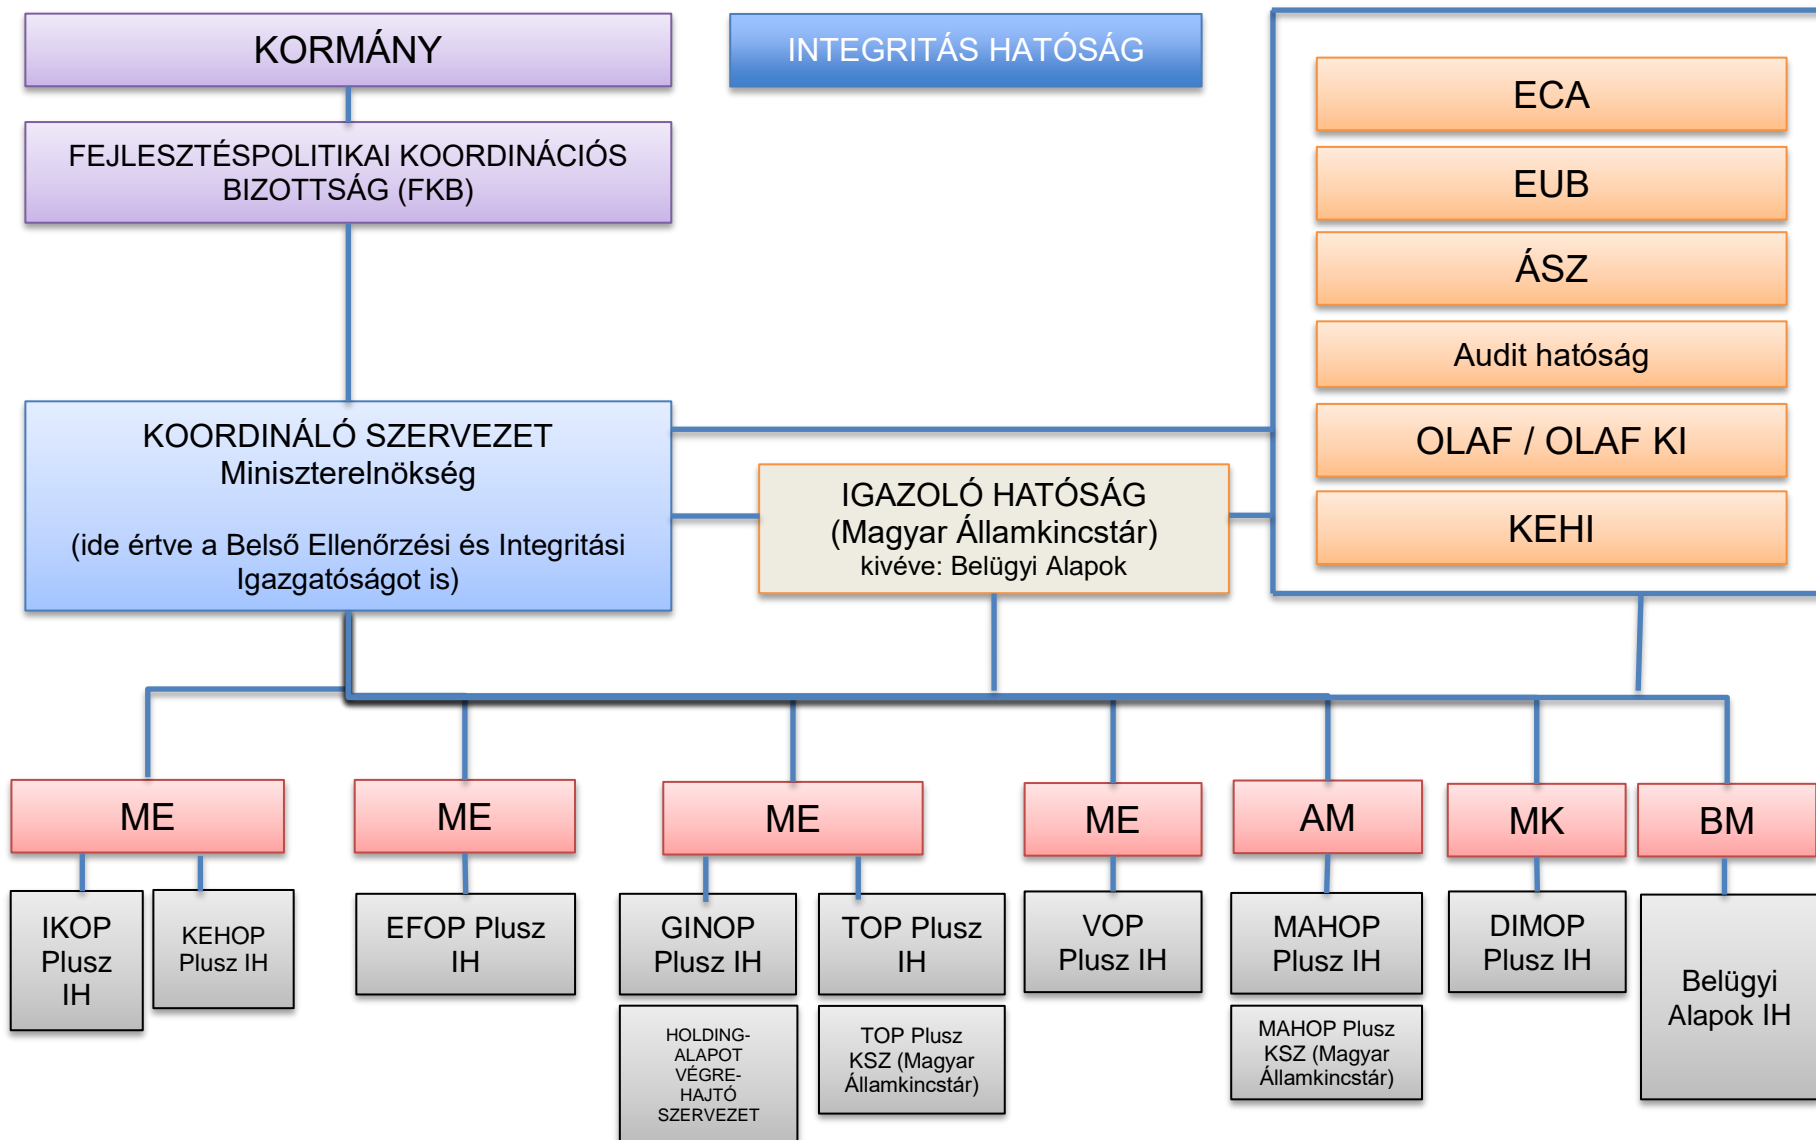 KORMÁNY
INTEGRITÁS HATÓSÁG
FEJLESZTÉSPOLITIKAI KOORDINÁCIÓS
BIZOTTSÁG (FKB)
ECA
EUB
ÁSZ
Audit hatóság
OLAF / OLAF KI
KEHI
KOORDINÁLÓ SZERVEZET
Miniszterelnökség
(ide értve a Belső Ellenőrzési és Integritási
Igazgatóságot is)
IGAZOLÓ HATÓSÁG
(Magyar Államkincstár)
kivéve: Belügyi Alapok
ME
ME
ME
ME
AM
MK
BM
IKOP
Plusz
IH
KEHOP
Plusz IH
EFOP Plusz
IH
GINOP
Plusz IH
TOP Plusz
IH
VOP
Plusz IH
MAHOP
Plusz IH
DIMOP
Plusz IH
Belügyi
Alapok IH
HOLDING-
ALAPOT
VÉGRE-
HAJTÓ
SZERVEZET
TOP Plusz
KSZ (Magyar
Államkincstár)
MAHOP Plusz
KSZ (Magyar
Államkincstár)